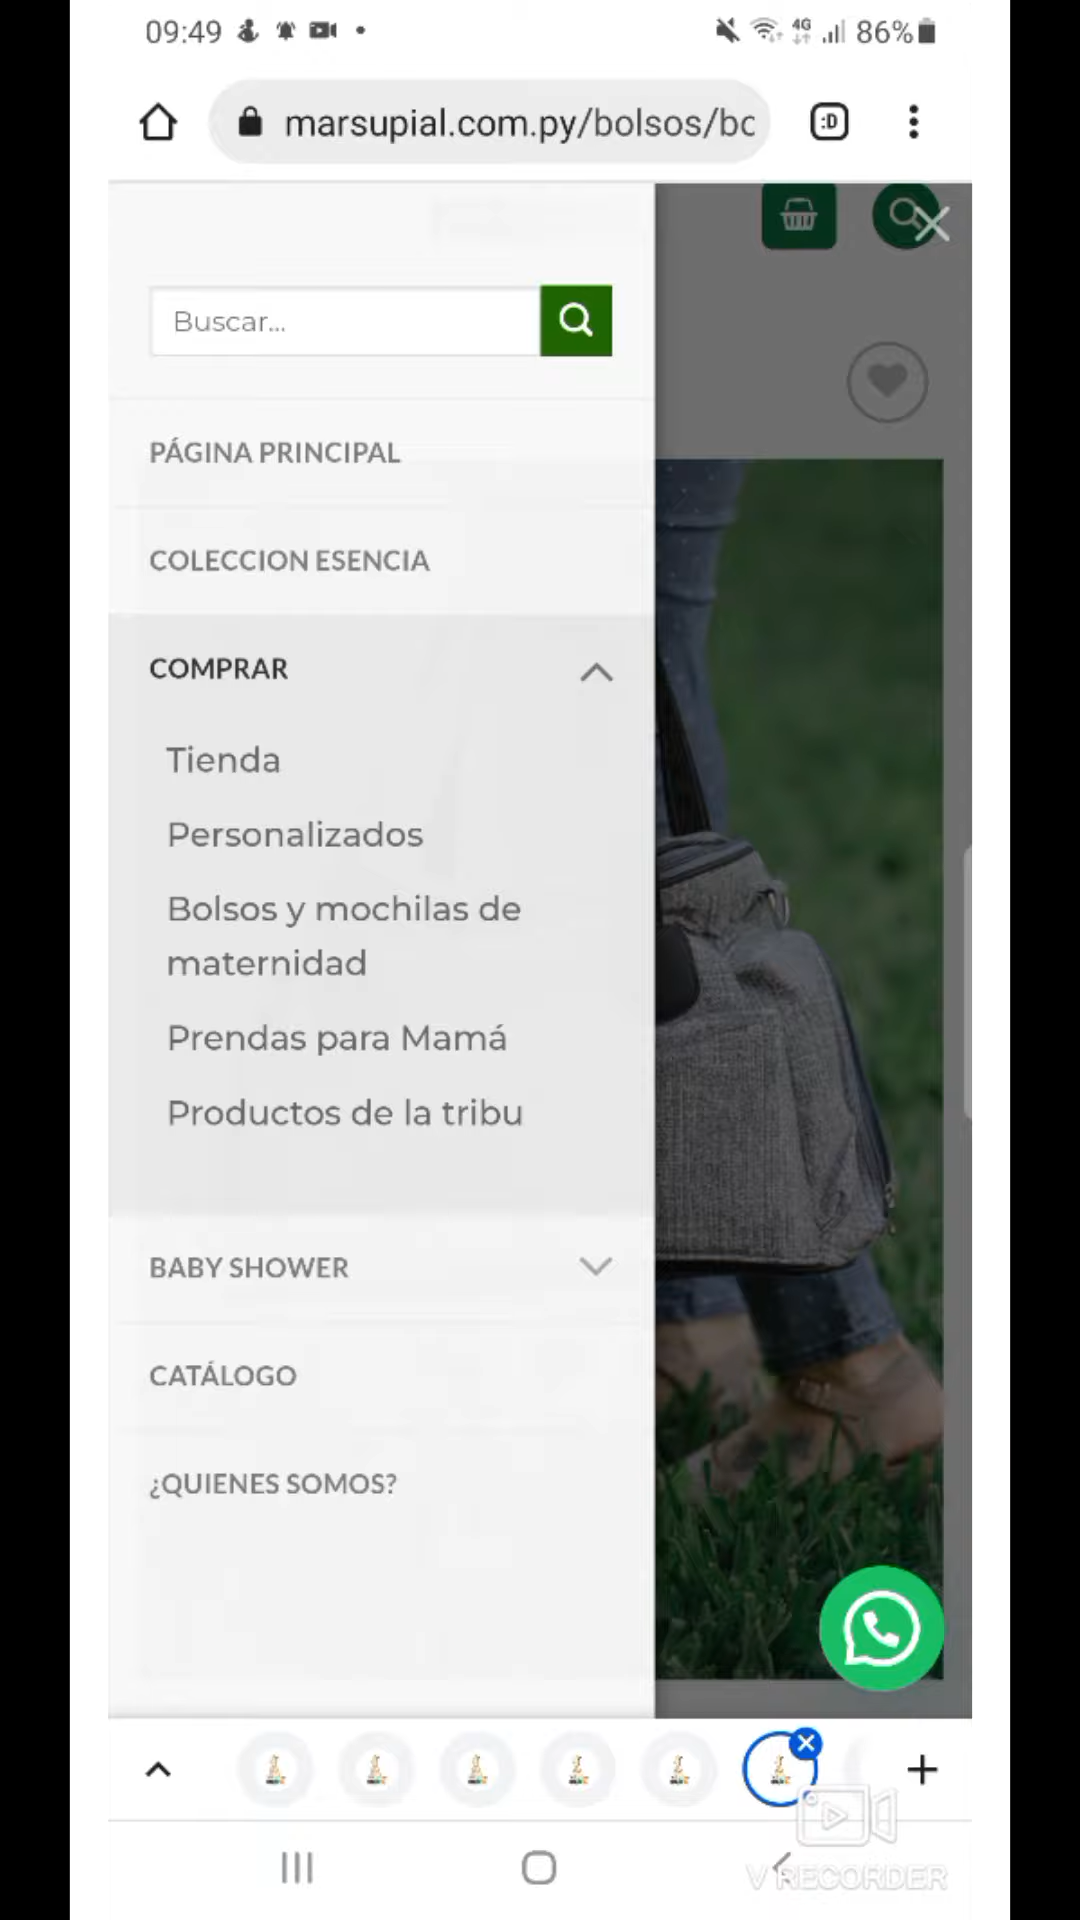 09:49
4G
86%
marsupial.com.py/bolsos/bc
:D
Buscar...
PÁGINA PRINCIPAL
COLECCION ESENCIA
COMPRAR
Tienda
Personalizados
Bolsos y mochilas de
maternidad
Prendas para Mamá
Productos de la tribu
BABY SHOWER
CATÁLOGO
¿QUIENES SOMOS?
V RECORDER